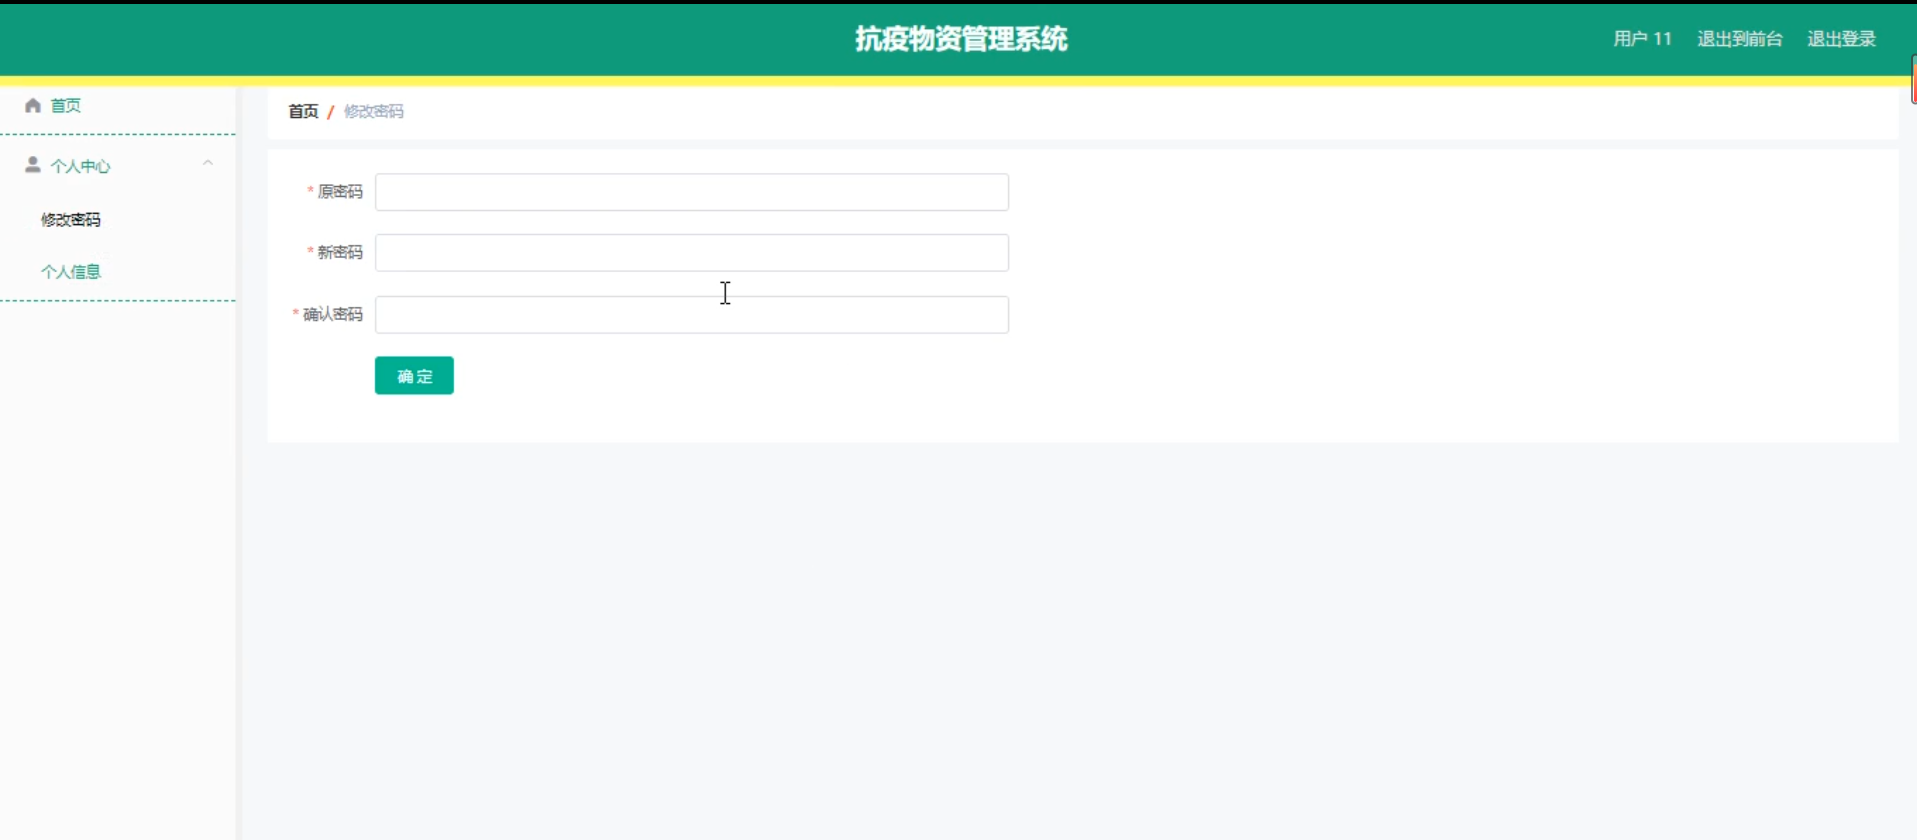 抗疫物资管理系统
用户 11 退出到前台 退出登录
首页
个人中心
修改密码
个人信息
首页 / 修改密码
* 原密码
* 新密码
* 确认密码
确定